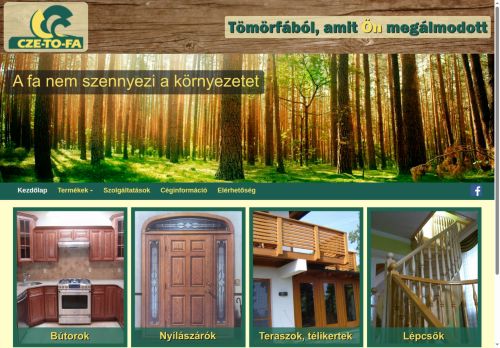 CZE-TO-FA
Tömörfából, amit Ön megálmodott
A fa nem szennyezi a környezetet
Kezdőlap Termékek Szolgáltatások Céginformáció Elérhetőség
f
Bútorok
Nyílászárók
Teraszok, télikertek
Lépcsők